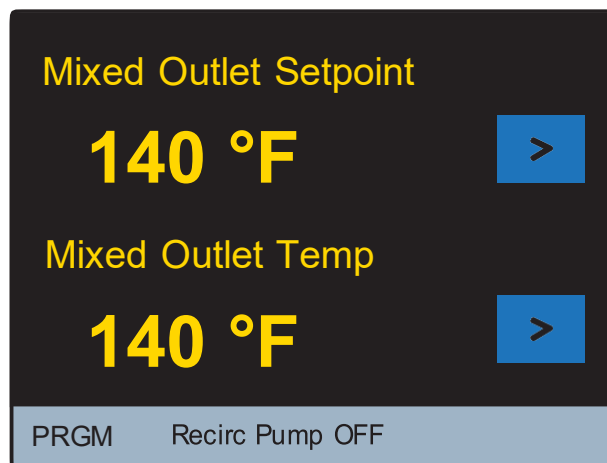 Mixed Outlet Setpoint
140 °F
>
Mixed Outlet Temp
140 °F
>
PRGM Recirc Pump OFF